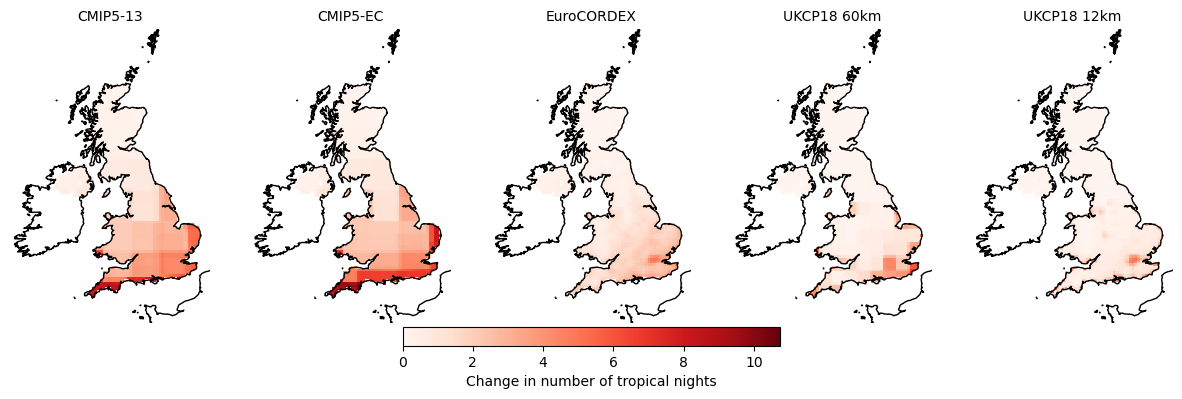 CMIP5-13
CMIP5-EC
EuroCORDEX
UKCP18 60km
UKCP18 12km
0 2 4 6 8 10
Change in number of tropical nights